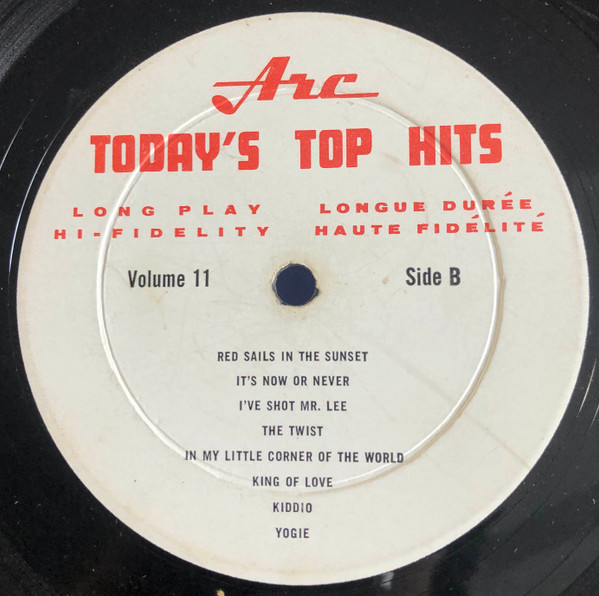 Arc
TODAY'S TOP HITS
LONG PLAY LONGUE DURÉE
HI-FIDELITY HAUTE FIDÉLITÉ
Volume 11 Side B
RED SAILS IN THE SUNSET
IT'S NOW OR NEVER
I'VE SHOT MR. LEE
THE TWIST
IN MY LITTLE CORNER OF THE WORLD
KING OF LOVE
KIDDIO
YOGIE